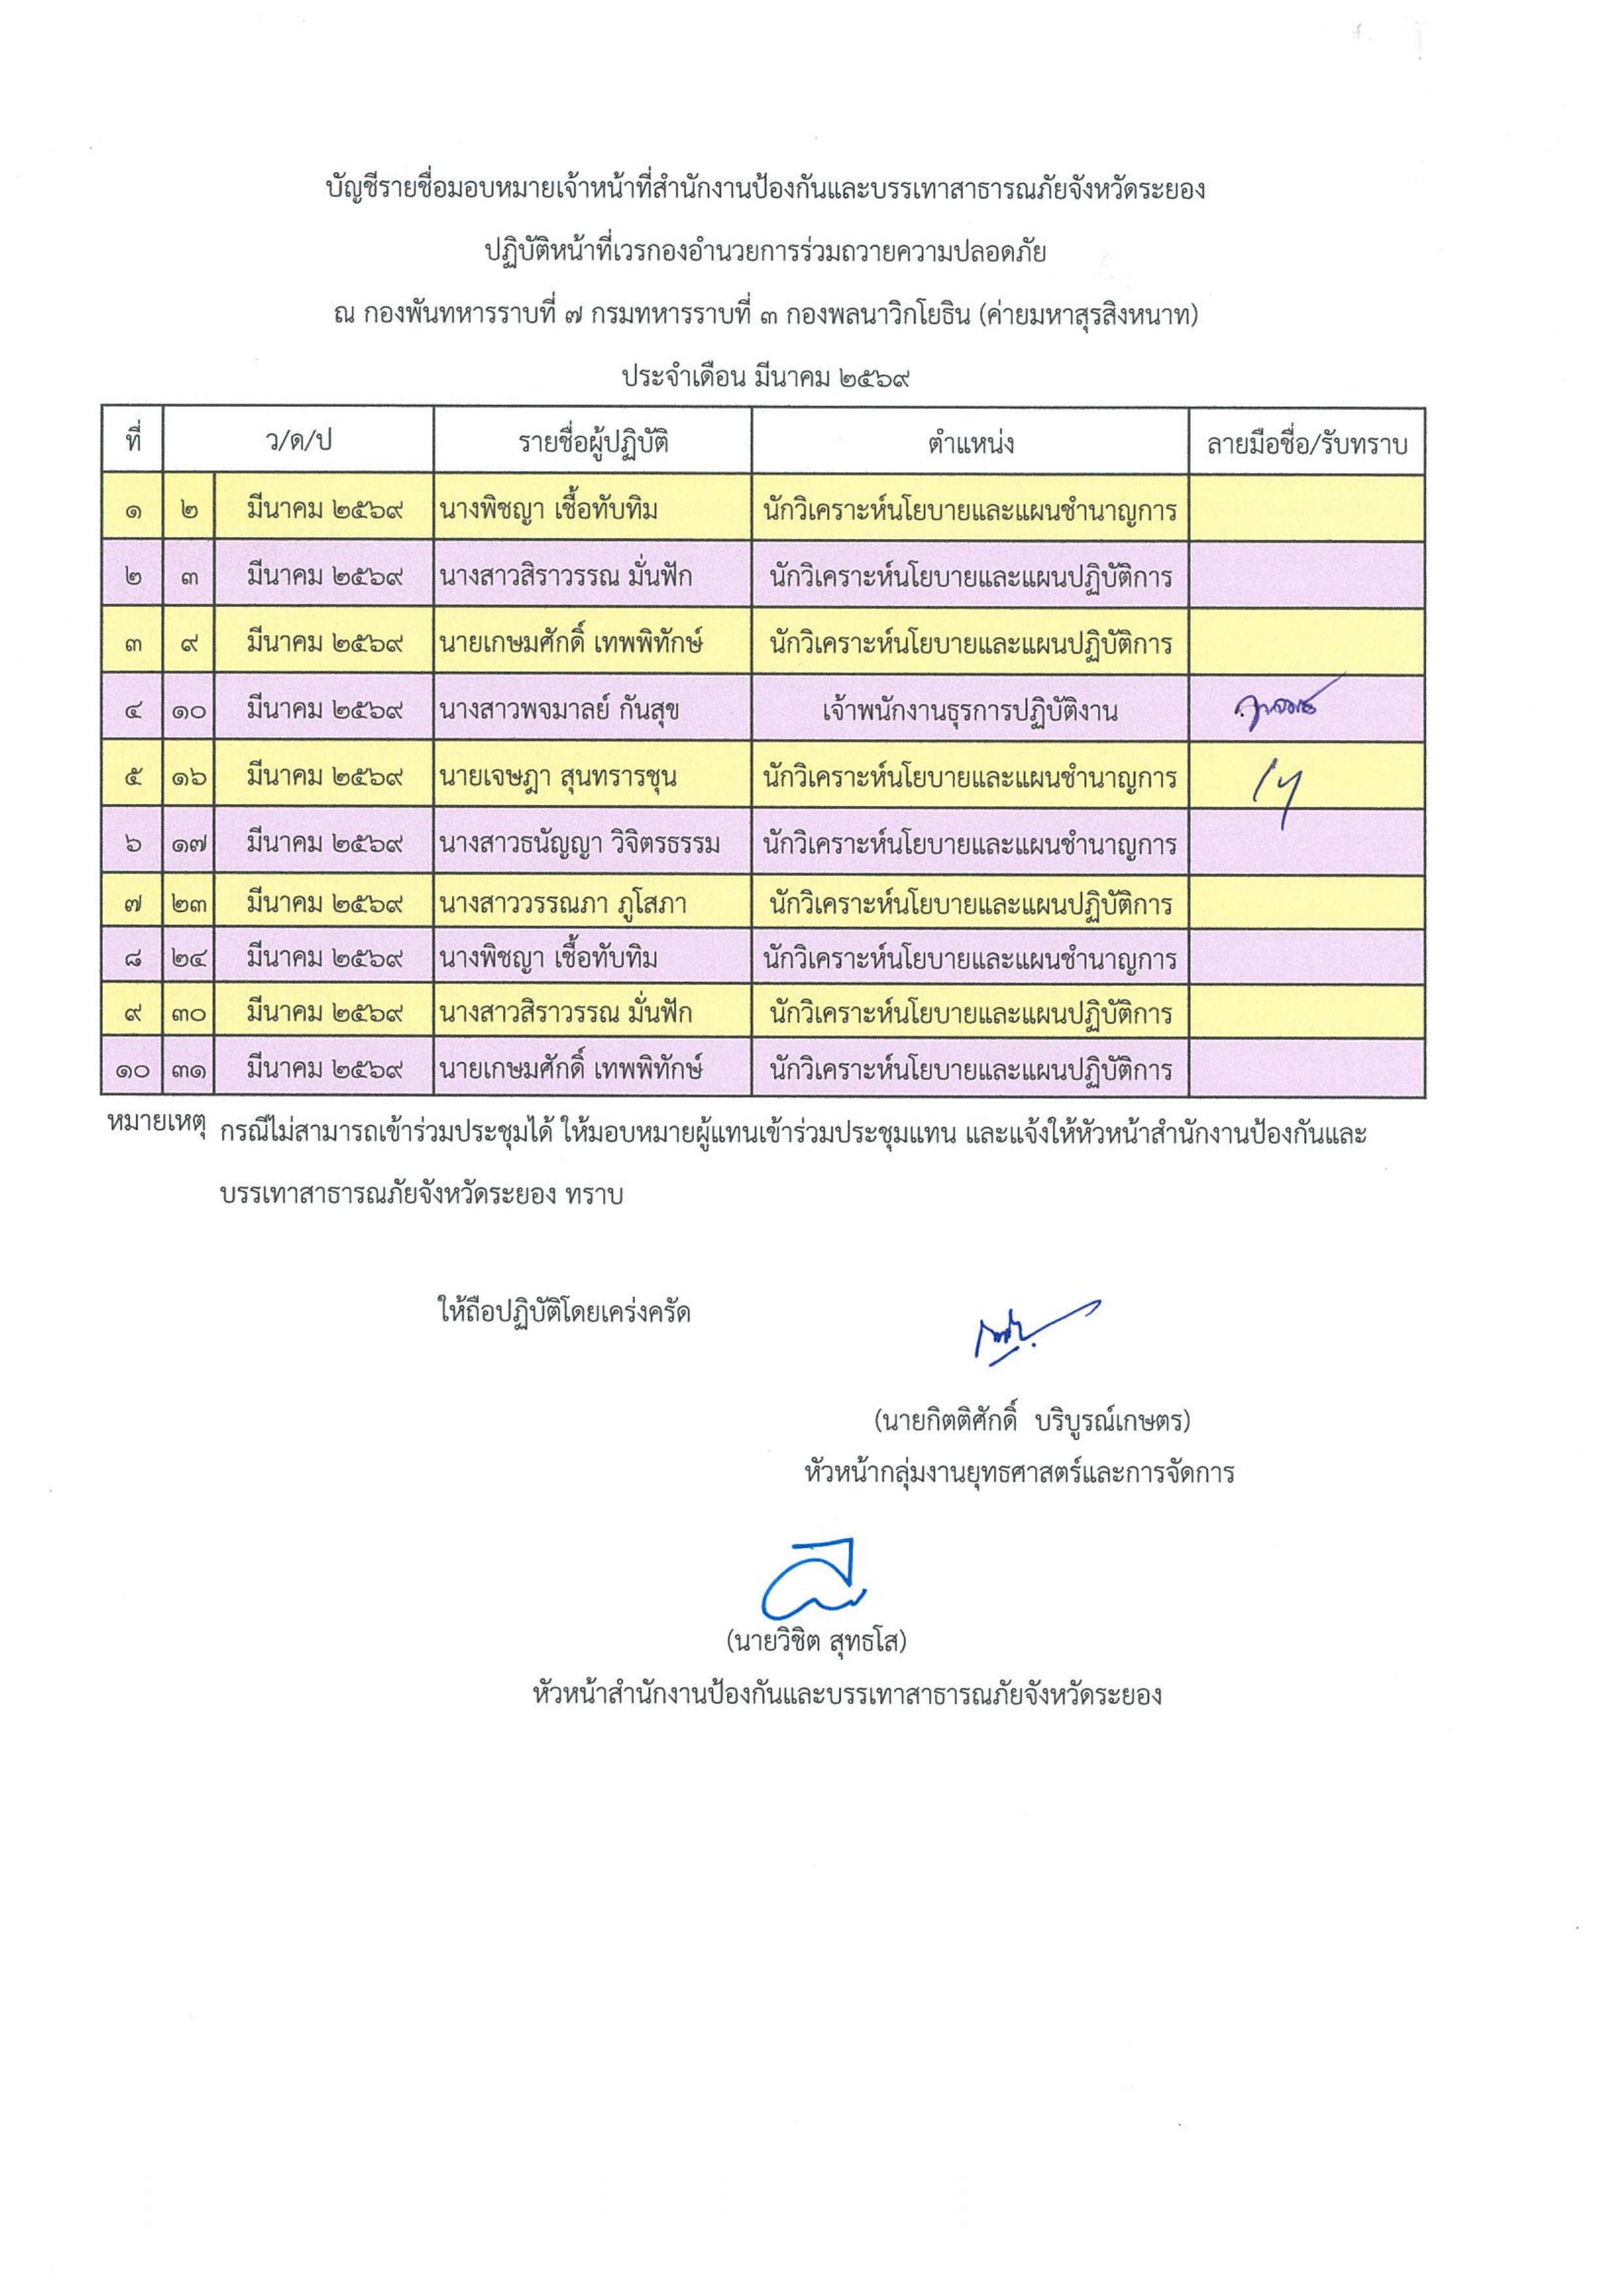 บัญชีรายชื่อมอบหมายเจ้าหน้าที่สำนักงานป้องกันและบรรเทาสาธารณภัยจังหวัดระยอง
ปฏิบัติหน้าที่เวรกองอำนวยการร่วมถวายความปลอดภัย
ณ กองพันทหารราบที่ ๗ กรมทหารราบที่ ๓ กองพลนาวิกโยธิน (ค่ายมหาสุรสิงหนาท)
ประจำเดือน มีนาคม ๒๕๖๙
ที่ ว/ด/ป รายชื่อผู้ปฏิบัติ ตำแหน่ง ลายมือชื่อ/รับทราบ
๑ ๒ มีนาคม ๒๕๖๙ นางพิชญา เชื้อทับทิม นักวิเคราะห์นโยบายและแผนชำนาญการ
๒ ๓ มีนาคม ๒๕๖๙ นางสาวสิราวรรณ มั่นฟัก นักวิเคราะห์นโยบายและแผนปฏิบัติการ
๓ ๙ มีนาคม ๒๕๖๙ นายเกษมศักดิ์ เทพพิทักษ์ นักวิเคราะห์นโยบายและแผนปฏิบัติการ
๔ ๑๐ มีนาคม ๒๕๖๙ นางสาวพจมาลย์ กันสุข เจ้าพนักงานธุรการปฏิบัติงาน
๕ ๑๖ มีนาคม ๒๕๖๙ นายเจษฎา สุนทรารชุน นักวิเคราะห์นโยบายและแผนชำนาญการ
๖ ๑๗ มีนาคม ๒๕๖๙ นางสาวธนัญญา วิจิตรธรรม นักวิเคราะห์นโยบายและแผนชำนาญการ
๗ ๒๓ มีนาคม ๒๕๖๙ นางสาววรรณภา ภูโสภา นักวิเคราะห์นโยบายและแผนปฏิบัติการ
๘ ๒๔ มีนาคม ๒๕๖๙ นางพิชญา เชื้อทับทิม นักวิเคราะห์นโยบายและแผนชำนาญการ
๙ ๓๐ มีนาคม ๒๕๖๙ นางสาวสิราวรรณ มั่นฟัก นักวิเคราะห์นโยบายและแผนปฏิบัติการ
๑๐ ๓๑ มีนาคม ๒๕๖๙ นายเกษมศักดิ์ เทพพิทักษ์ นักวิเคราะห์นโยบายและแผนปฏิบัติการ
หมายเหตุ กรณีไม่สามารถเข้าร่วมประชุมได้ ให้มอบหมายผู้แทนเข้าร่วมประชุมแทน และแจ้งให้หัวหน้าสำนักงานป้องกันและ
บรรเทาสาธารณภัยจังหวัดระยอง ทราบ
ให้ถือปฏิบัติโดยเคร่งครัด
(นายกิตติศักดิ์ บริบูรณ์เกษตร)
หัวหน้ากลุ่มงานยุทธศาสตร์และการจัดการ
(นายวิชิต สุทธโส)
หัวหน้าสำนักงานป้องกันและบรรเทาสาธารณภัยจังหวัดระยอง